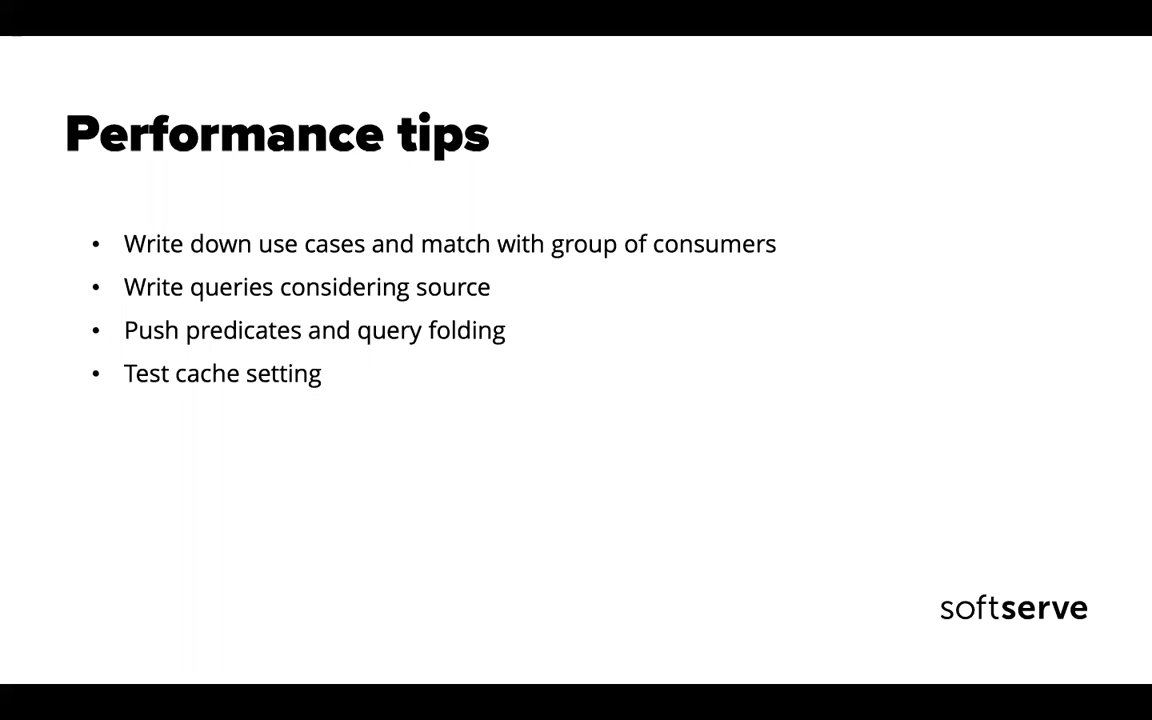 Performance tips
• Write down use cases and match with group of consumers
• Write queries considering source
• Push predicates and query folding
• Test cache setting
softserve